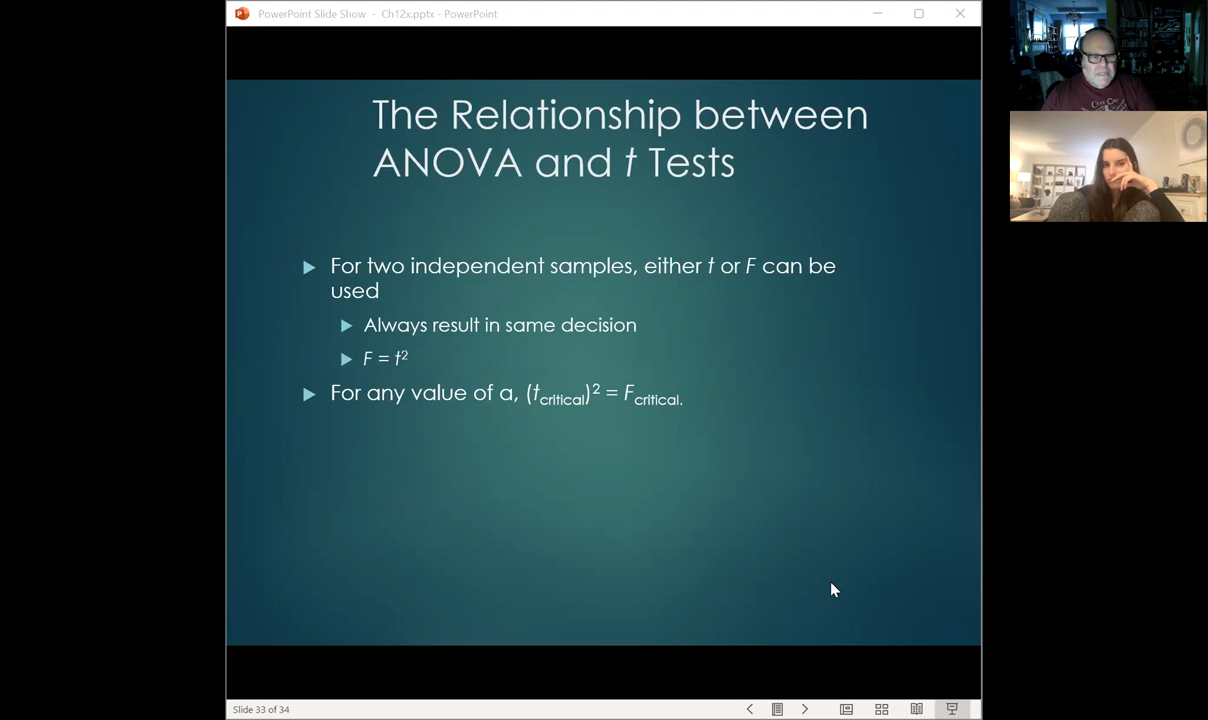 PowerPoint Slide Show - Ch12x.pptx - PowerPoint
The Relationship between
ANOVA and t Tests
For two independent samples, either t or F can be
used
Always result in same decision
F = t²
For any value of a, (tcritical)² = Fcritical.
Slide 33 of 34